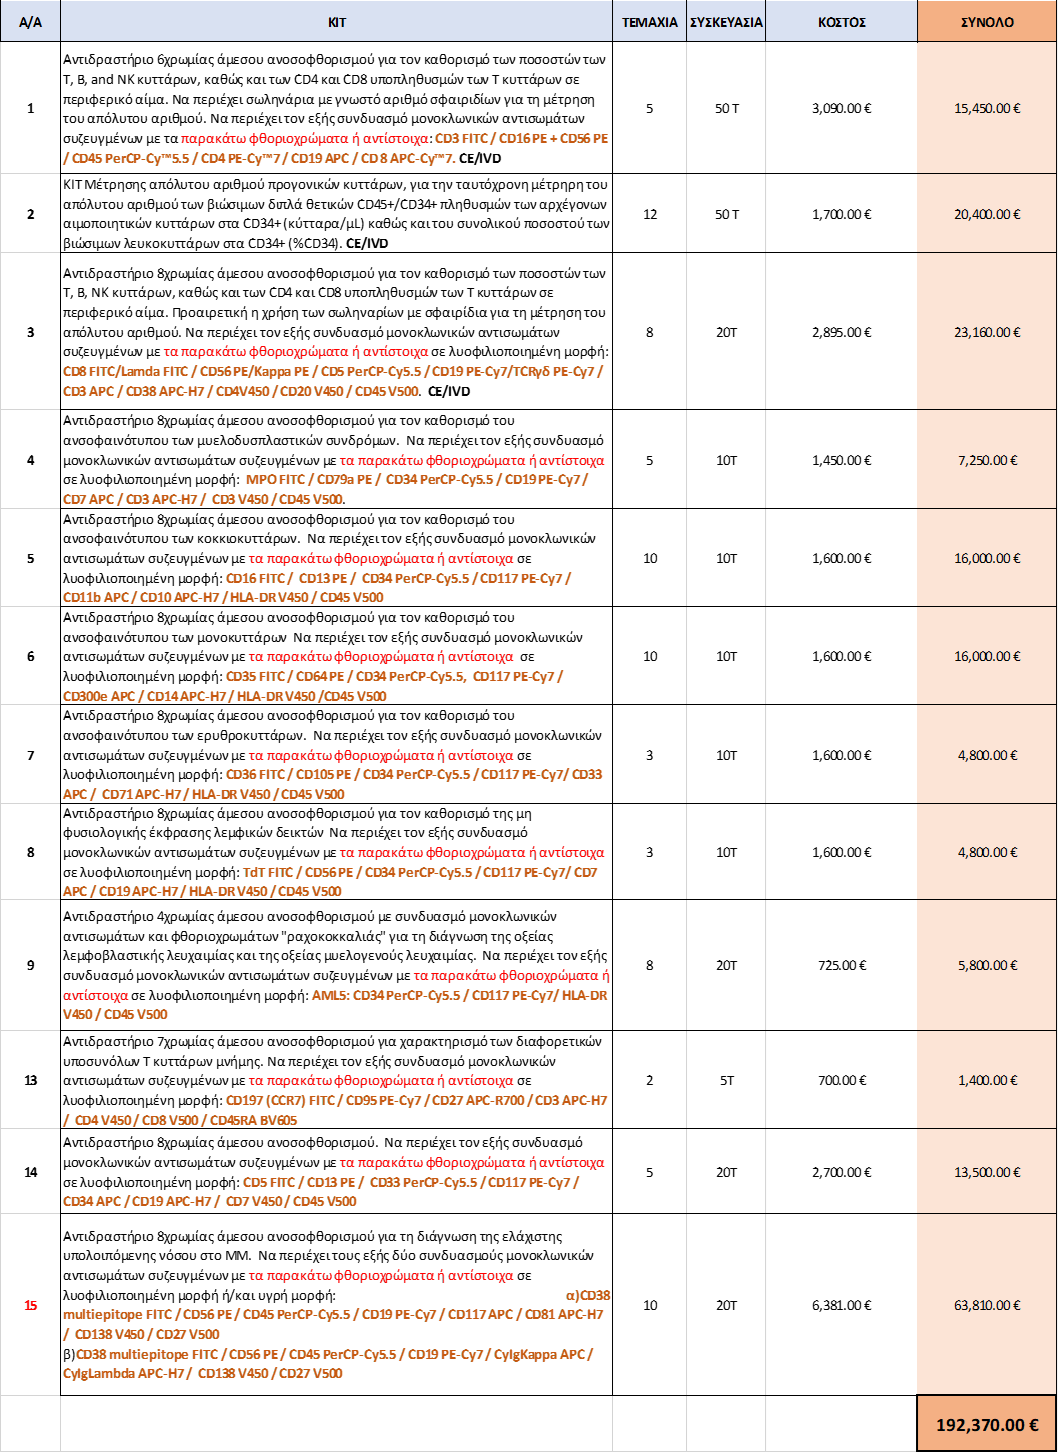 Α/Α ΚΙΤ ΤΕΜΑΧΙΑ ΣΥΣΚΕΥΑΣΙΑ ΚΟΣΤΟΣ ΣΥΝΟΛΟ
Αντιδραστήριο 6χρωμίας άμεσου ανοσοφθορισμού για τον καθορισμό των ποσοστών των
Τ, Β, and NK κυττάρων, καθώς και των CD4 και CD8 υποπληθυσμών των Τ κυττάρων σε
περιφερικό αίμα. Να περιέχει σωληνάρια με γνωστό αριθμό σφαιριδίων για τη μέτρηση
του απόλυτου αριθμού. Να περιέχει τον εξής συνδυασμό μονοκλωνικών αντισωμάτων
συζευγμένων με τα παρακάτω φθοριοχρώματα ή αντίστοιχα: CD3 FITC / CD16 PE + CD56 PE
/ CD45 PerCP-Cy™5.5 / CD4 PE-Cy™7 / CD19 APC / CD 8 APC-Cy™7. CE/IVD
1 5 50 T 3,090.00 € 15,450.00 €
ΚΙΤ Μέτρησης απόλυτου αριθμού προγονικών κυττάρων, για την ταυτόχρονη μέτρηρη του
απόλυτου αριθμού των βιώσιμων διπλά θετικών CD45+/CD34+ πληθυσμών των αρχέγονων
αιμοποιητικών κυττάρων στα CD34+ (κύτταρα/μL) καθώς και του συνολικού ποσοστού των
βιώσιμων λευκοκυττάρων στα CD34+ (%CD34). CE/IVD
2 12 50 T 1,700.00 € 20,400.00 €
Αντιδραστήριο 8χρωμίας άμεσου ανοσοφθορισμού για τον καθορισμό των ποσοστών των
Τ, Β, NK κυττάρων, καθώς και των CD4 και CD8 υποπληθυσμών των Τ κυττάρων σε
περιφερικό αίμα. Προαιρετική η χρήση των σωληναρίων με σφαιρίδια για τη μέτρηση του
απόλυτου αριθμού. Να περιέχει τον εξής συνδυασμό μονοκλωνικών αντισωμάτων
συζευγμένων με τα παρακάτω φθοριοχρώματα ή αντίστοιχα σε λυοφιλιοποιημένη μορφή:
CD8 FITC/Lamda FITC / CD56 PE/Kappa PE / CD5 PerCP-Cy5.5 / CD19 PE-Cy7/TCRγδ PE-Cy7 /
CD3 APC / CD38 APC-H7 / CD4V450 / CD20 V450 / CD45 V500. CE/IVD
3 8 20T 2,895.00 € 23,160.00 €
Αντιδραστήριο 8χρωμίας άμεσου ανοσοφθορισμού για τον καθορισμό του
ανσοφαινότυπου των μυελοδυσπλαστικών συνδρόμων. Να περιέχει τον εξής συνδυασμό
μονοκλωνικών αντισωμάτων συζευγμένων με τα παρακάτω φθοριοχρώματα ή αντίστοιχα
σε λυοφιλιοποιημένη μορφή: MPO FITC / CD79a PE / CD34 PerCP-Cy5.5 / CD19 PE-Cy7/
CD7 APC / CD3 APC-H7 / CD3 V450 / CD45 V500.
4 5 10T 1,450.00 € 7,250.00 €
Αντιδραστήριο 8χρωμίας άμεσου ανοσοφθορισμού για τον καθορισμό του
ανσοφαινότυπου των κοκκιοκυττάρων. Να περιέχει τον εξής συνδυασμό μονοκλωνικών
αντισωμάτων συζευγμένων με τα παρακάτω φθοριοχρώματα ή αντίστοιχα σε
λυοφιλιοποιημένη μορφή: CD16 FITC / CD13 PE / CD34 PerCP-Cy5.5 / CD117 PE-Cy7 /
CD11b APC / CD10 APC-H7 / HLA-DR V450 / CD45 V500
5 10 10T 1,600.00 € 16,000.00 €
Αντιδραστήριο 8χρωμίας άμεσου ανοσοφθορισμού για τον καθορισμό του
ανσοφαινότυπου των μονοκυττάρων Να περιέχει τον εξής συνδυασμό μονοκλωνικών
αντισωμάτων συζευγμένων με τα παρακάτω φθοριοχρώματα ή αντίστοιχα σε
λυοφιλιοποιημένη μορφή: CD35 FITC / CD64 PE / CD34 PerCP-Cy5.5, CD117 PE-Cy7 /
CD300e APC / CD14 APC-H7 / HLA-DR V450 /CD45 V500
6 10 10T 1,600.00 € 16,000.00 €
Αντιδραστήριο 8χρωμίας άμεσου ανοσοφθορισμού για τον καθορισμό του
ανσοφαινότυπου των ερυθροκυττάρων. Να περιέχει τον εξής συνδυασμό μονοκλωνικών
αντισωμάτων συζευγμένων με τα παρακάτω φθοριοχρώματα ή αντίστοιχα σε
λυοφιλιοποιημένη μορφή: CD36 FITC / CD105 PE / CD34 PerCP-Cy5.5 / CD117 PE-Cy7/ CD33
APC / CD71 APC-H7 / HLA-DR V450 / CD45 V500
7 3 10T 1,600.00 € 4,800.00 €
Αντιδραστήριο 8χρωμίας άμεσου ανοσοφθορισμού για τον καθορισμό της μη
φυσιολογικής έκφρασης λεμφικών δεικτών Να περιέχει τον εξής συνδυασμό
μονοκλωνικών αντισωμάτων συζευγμένων με τα παρακάτω φθοριοχρώματα ή αντίστοιχα
σε λυοφιλιοποιημένη μορφή: TdT FITC / CD56 PE / CD34 PerCP-Cy5.5 / CD117 PE-Cy7/ CD7
APC / CD19 APC-H7 / HLA-DR V450 / CD45 V500
8 3 10T 1,600.00 € 4,800.00 €
Αντιδραστήριο 4χρωμίας άμεσου ανοσοφθορισμού με συνδυασμό μονοκλωνικών
αντισωμάτων και φθοριοχρωμάτων "ραχοκοκκαλιάς" για τη διάγνωση της οξείας
λεμφοβλαστικής λευχαιμίας και της οξείας μυελογενούς λευχαιμίας. Να περιέχει τον εξής
συνδυασμό μονοκλωνικών αντισωμάτων συζευγμένων με τα παρακάτω φθοριοχρώματα ή
αντίστοιχα σε λυοφιλιοποιημένη μορφή: AML5: CD34 PerCP-Cy5.5 / CD117 PE-Cy7/ HLA-DR
V450 / CD45 V500
9 8 20T 725.00 € 5,800.00 €
Αντιδραστήριο 7χρωμίας άμεσου ανοσοφθορισμού για χαρακτηρισμό των διαφορετικών
υποσυνόλων Τ κυττάρων μνήμης. Να περιέχει τον εξής συνδυασμό μονοκλωνικών
αντισωμάτων συζευγμένων με τα παρακάτω φθοριοχρώματα ή αντίστοιχα σε
λυοφιλιοποιημένη μορφή: CD197 (CCR7) FITC / CD95 PE-Cy7 / CD27 APC-R700 / CD3 APC-H7
/ CD4 V450 / CD8 V500 / CD45RA BV605
13 2 5T 700.00 € 1,400.00 €
Αντιδραστήριο 8χρωμίας άμεσου ανοσοφθορισμού. Να περιέχει τον εξής συνδυασμό
μονοκλωνικών αντισωμάτων συζευγμένων με τα παρακάτω φθοριοχρώματα ή αντίστοιχα
σε λυοφιλιοποιημένη μορφή: CD5 FITC / CD13 PE / CD33 PerCP-Cy5.5 / CD117 PE-Cy7 /
CD34 APC / CD19 APC-H7 / CD7 V450 / CD45 V500
14 5 20T 2,700.00 € 13,500.00 €
Αντιδραστήριο 8χρωμίας άμεσου ανοσοφθορισμού για τη διάγνωση της ελάχιστης
υπολοιπόμενης νόσου στο ΜΜ. Να περιέχει τους εξής δύο συνδυασμούς μονοκλωνικών
αντισωμάτων συζευγμένων με τα παρακάτω φθοριοχρώματα ή αντίστοιχα σε
λυοφιλιοποιημένη μορφή ή/και υγρή μορφή: α)CD38
multiepitope FITC / CD56 PE / CD45 PerCP-Cy5.5 / CD19 PE-Cy7 / CD117 APC / CD81 APC-H7
/ CD138 V450 / CD27 V500
β)CD38 multiepitope FITC / CD56 PE / CD45 PerCP-Cy5.5 / CD19 PE-Cy7 / CyIgKappa APC /
CyIgLambda APC-H7 / CD138 V450 / CD27 V500
15 10 20T 6,381.00 € 63,810.00 €
192,370.00 €